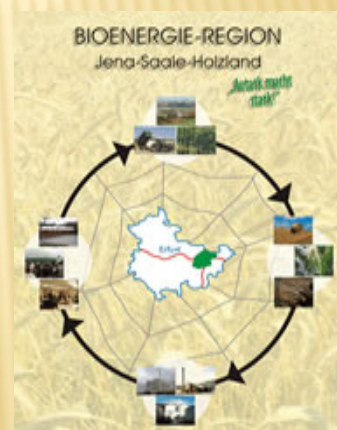 BIOENERGIE-REGION
Jena-Saale-Holzland
„Autark macht
stark!"
Erfurt